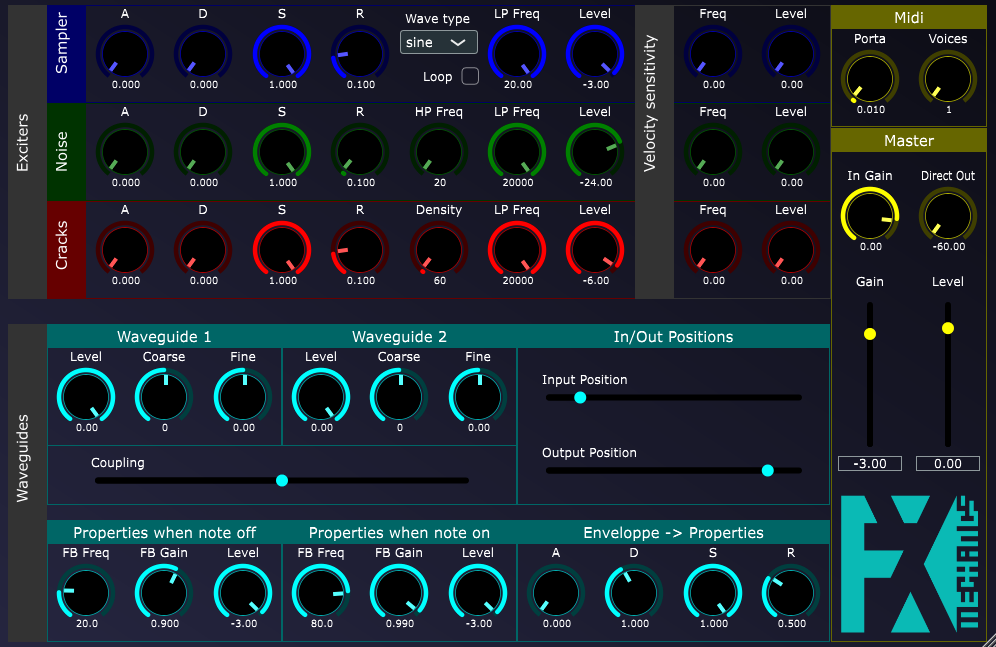 Exciters
Sampler
A D S R Wave type LP Freq Level
sine
Loop
0.000 0.000 1.000 0.100 20.00 -3.00
Noise
A D S R HP Freq LP Freq Level
0.000 0.000 1.000 0.100 20 20000 -24.00
Cracks
A D S R Density LP Freq Level
0.000 0.000 1.000 0.100 60 20000 -6.00
Velocity sensitivity
Freq Level
0.00 0.00
Freq Level
0.00 0.00
Freq Level
0.00 0.00
Midi
Porta Voices
0.010 1
Master
In Gain Direct Out
0.00 -60.00
Gain Level
-3.00 0.00
Waveguides
Waveguide 1
Level Coarse Fine
0.00 0 0.00
Waveguide 2
Level Coarse Fine
0.00 0 0.00
Coupling
In/Out Positions
Input Position
Output Position
Properties when note off
FB Freq FB Gain Level
20.0 0.900 -3.00
Properties when note on
FB Freq FB Gain Level
80.0 0.990 -3.00
Enveloppe -> Properties
A D S R
0.000 1.000 1.000 0.500
FX
MEKHANICS